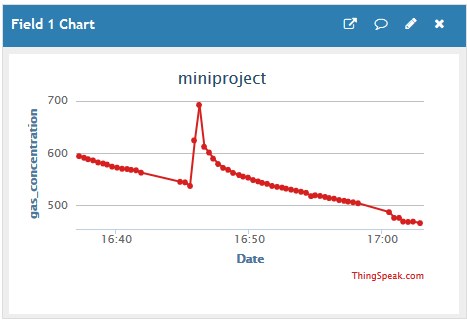 Field 1 Chart
miniproject
700
600
500
gas_concentration
16:40 16:50 17:00
Date
ThingSpeak.com